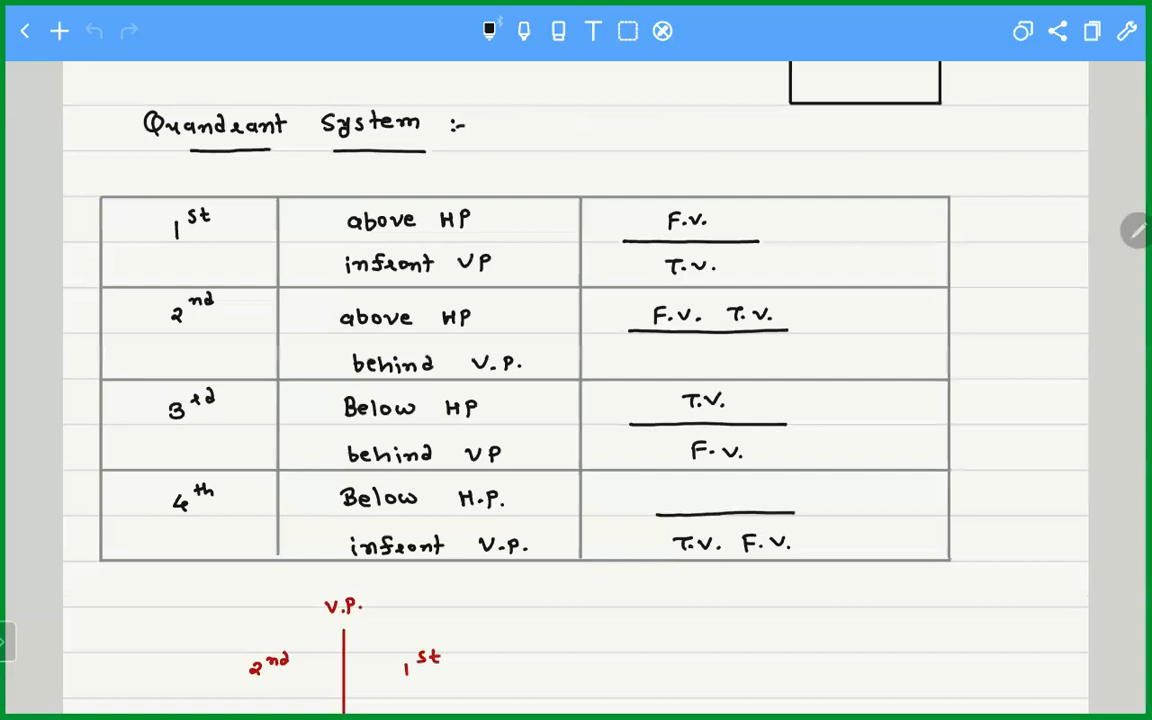 Quandrant System :-
1st above HP F.V.
infront VP T.V.
2nd above HP F.V. T.V.
behind V.P.
3rd Below HP T.V.
behind VP F.V.
4th Below H.P.
infront V.P. T.V. F.V.
V.P.
2nd 1st